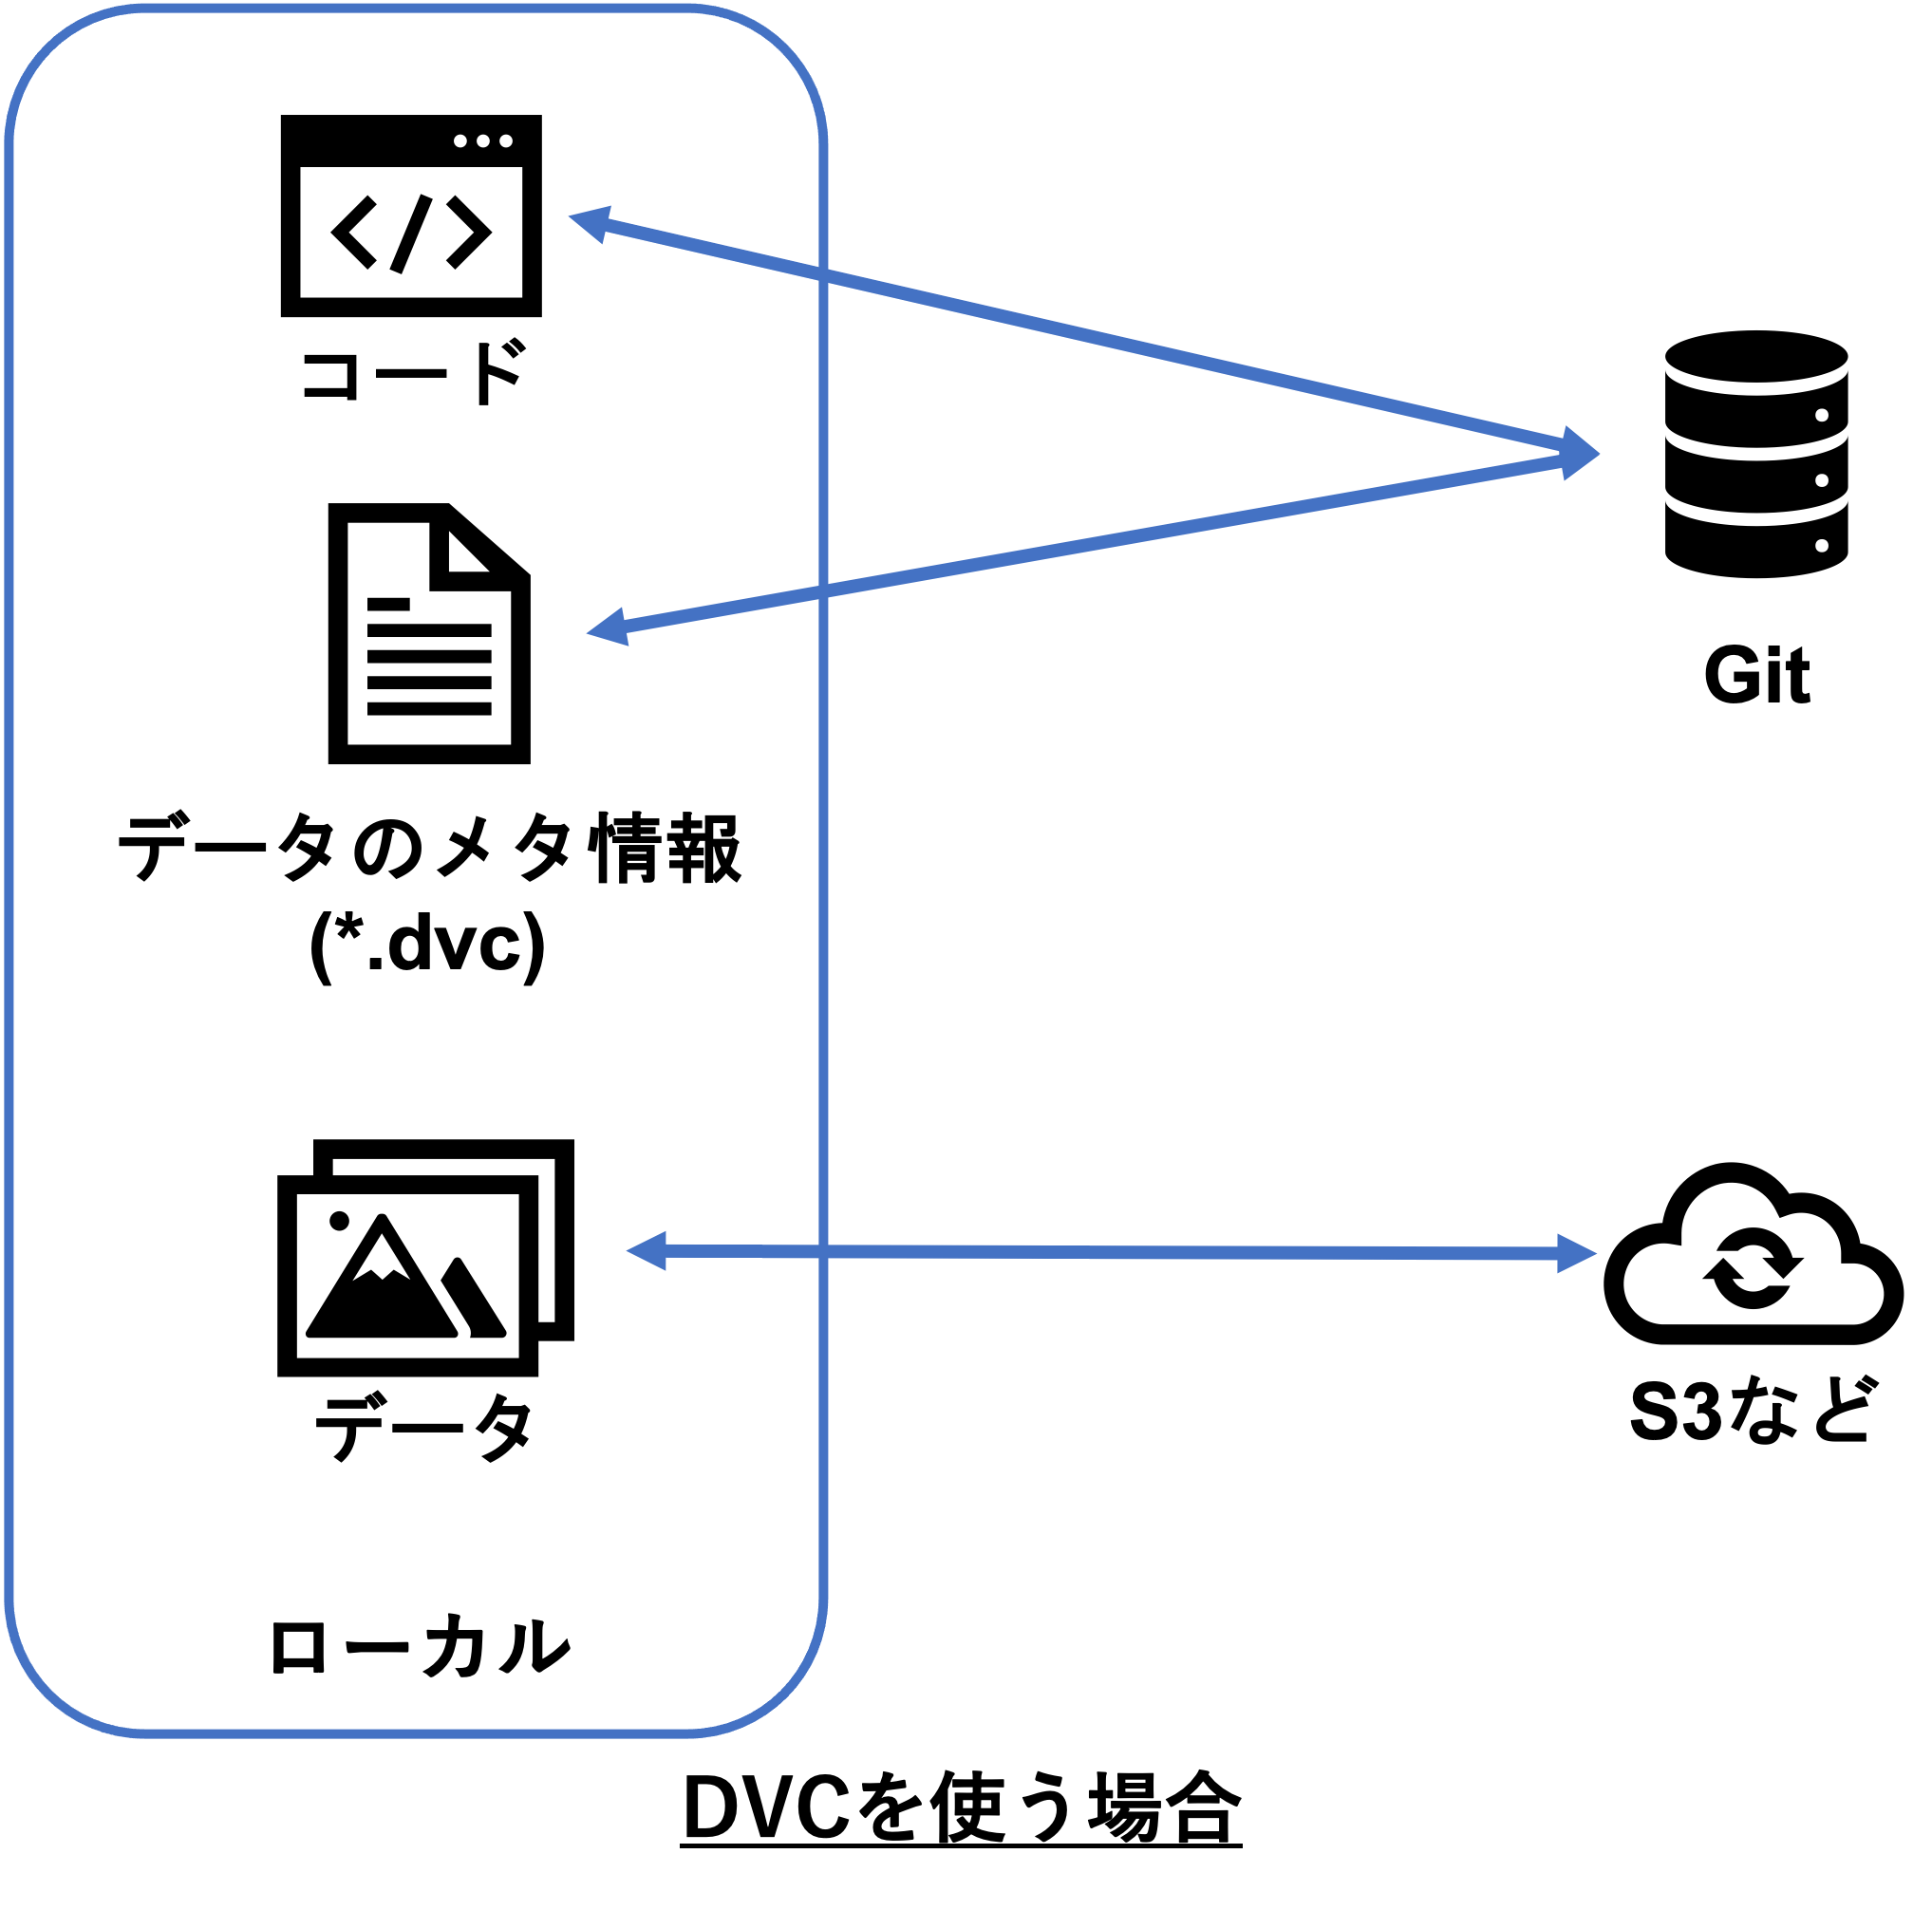 コード
Git
データのメタ情報
(*.dvc)
データ
S3など
ローカル
DVCを使う場合